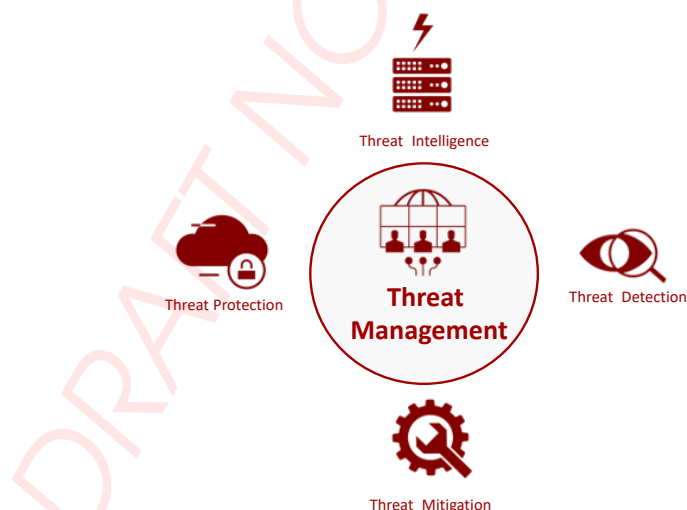 Threat Intelligence
Threat Protection
Threat
Management
Threat Detection
Threat Mitigation
DRAFT NO